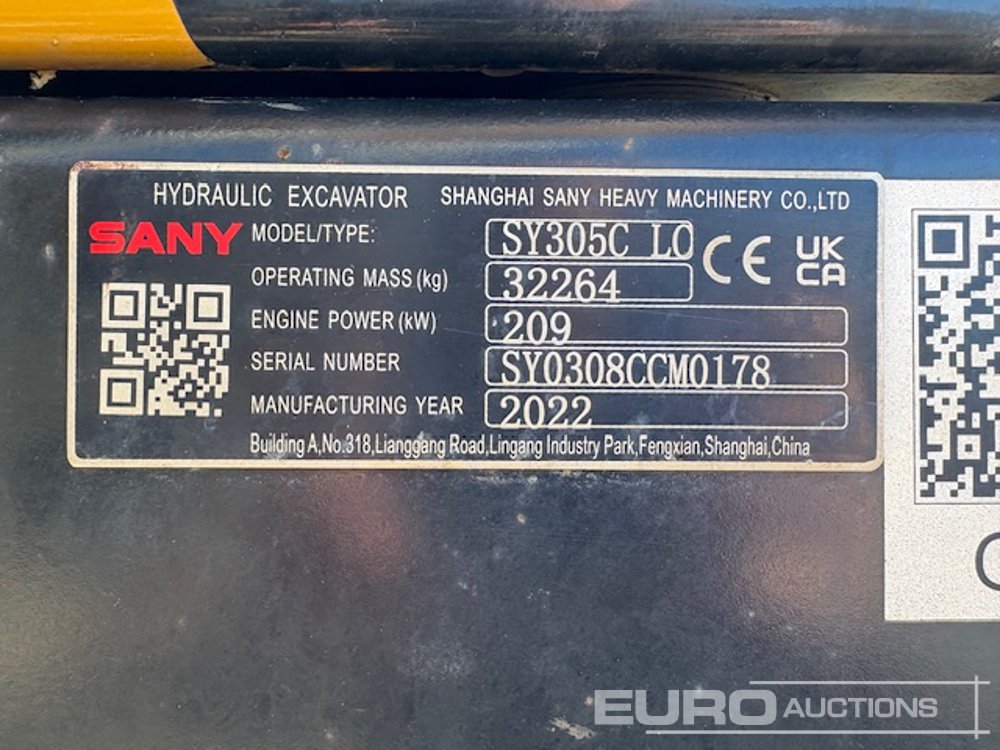 HYDRAULIC EXCAVATOR SHANGHAI SANY HEAVY MACHINERY CO.,LTD
SANY
MODEL/TYPE: SY305C LC CE UKCA
OPERATING MASS (kg) 32264
ENGINE POWER (kW) 209
SERIAL NUMBER SY0308CCM0178
MANUFACTURING YEAR 2022
Building A,No.318,Lianggang Road,Lingang Industry Park,Fengxian,Shanghai,China
EURO AUCTIONS